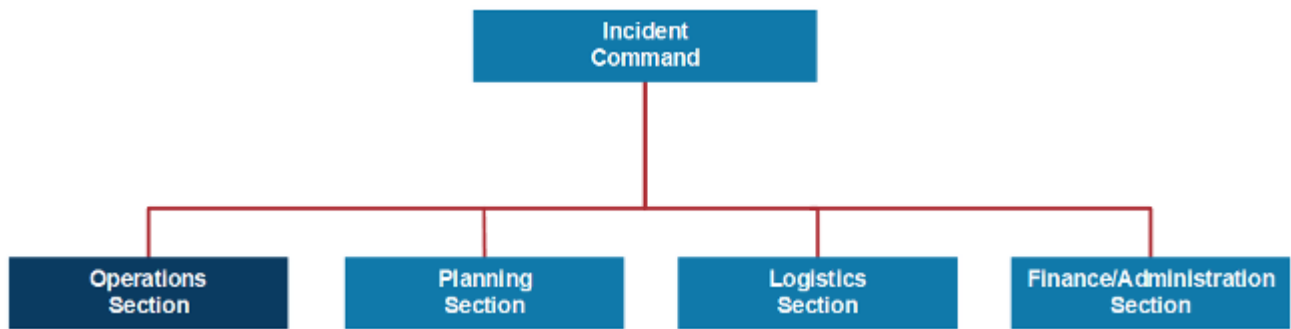 Incident
Command
Operations
Section
Planning
Section
Logistics
Section
Finance/Administration
Section